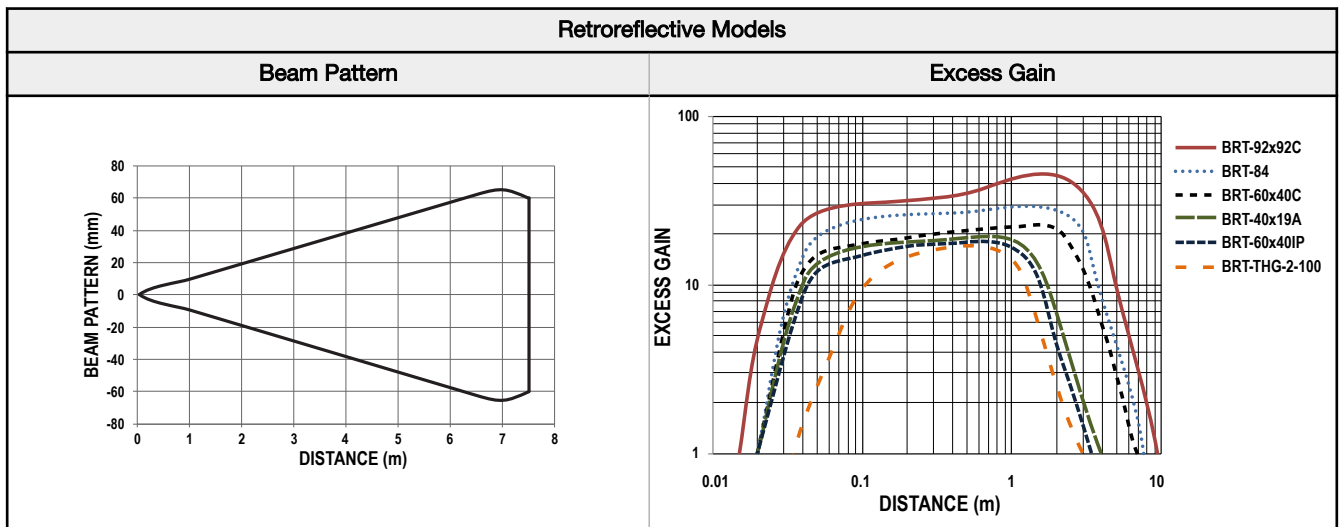 Retroreflective Models
Beam Pattern
Excess Gain
BEAM PATTERN (mm)
80
60
40
20
0
-20
-40
-60
-80
0 1 2 3 4 5 6 7 8
DISTANCE (m)
EXCESS GAIN
100
10
1
0.01 0.1 1 10
DISTANCE (m)
BRT-92x92C
BRT-84
BRT-60x40C
BRT-40x19A
BRT-60x40IP
BRT-THG-2-100